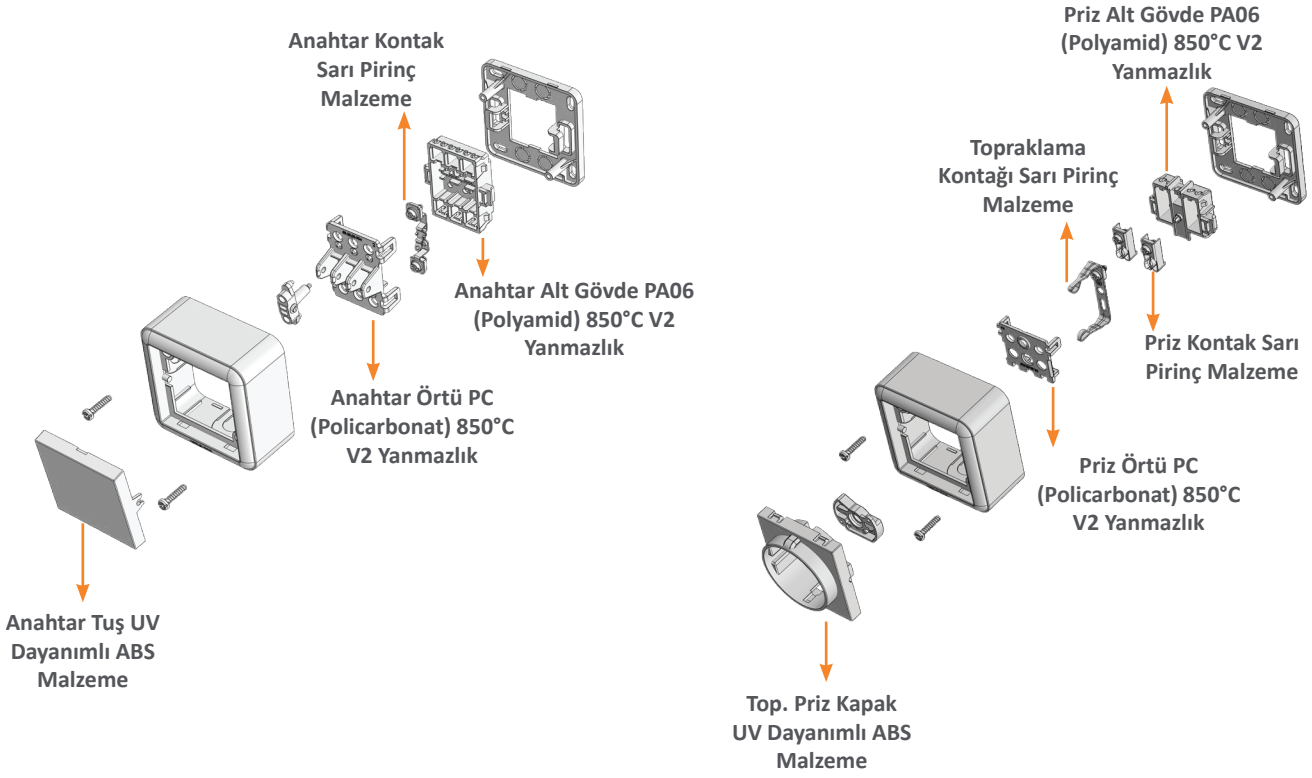 Anahtar Kontak
Sarı Pirinç
Malzeme
Anahtar Alt Gövde PA06
(Polyamid) 850°C V2
Yanmazlık
Anahtar Örtü PC
(Policarbonat) 850°C
V2 Yanmazlık
Anahtar Tuş UV
Dayanımlı ABS
Malzeme
Priz Alt Gövde PA06
(Polyamid) 850°C V2
Yanmazlık
Topraklama
Kontağı Sarı Pirinç
Malzeme
Priz Kontak Sarı
Pirinç Malzeme
Priz Örtü PC
(Policarbonat) 850°C
V2 Yanmazlık
Top. Priz Kapak
UV Dayanımlı ABS
Malzeme